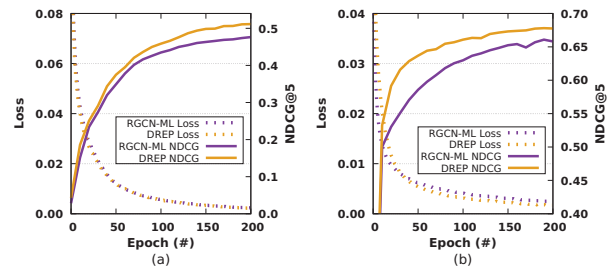 0.08
0.06
0.04
0.02
0.00
Loss
0.5
0.4
0.3
0.2
0.1
0.0
NDCG@5
RGCN-ML Loss
DREP Loss
RGCN-ML NDCG
DREP NDCG
0 50 100 150 200
Epoch (#)
(a)
0.04
0.03
0.02
0.01
0.00
Loss
0.70
0.65
0.60
0.55
0.50
0.45
0.40
NDCG@5
RGCN-ML Loss
DREP Loss
RGCN-ML NDCG
DREP NDCG
0 50 100 150 200
Epoch (#)
(b)